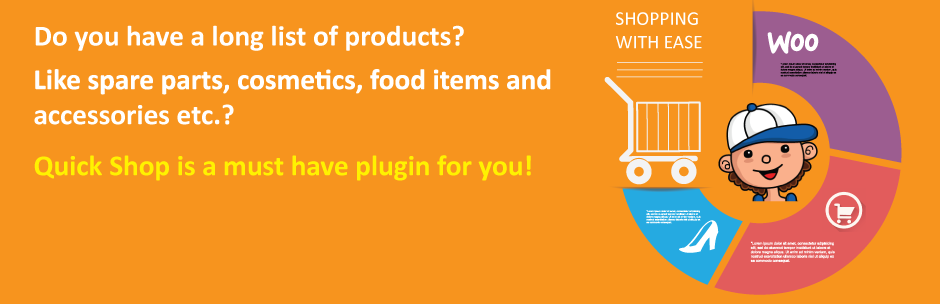 Do you have a long list of products?
Like spare parts, cosmetics, food items and
accessories etc.?
Quick Shop is a must have plugin for you!
SHOPPING
WITH EASE
WOO